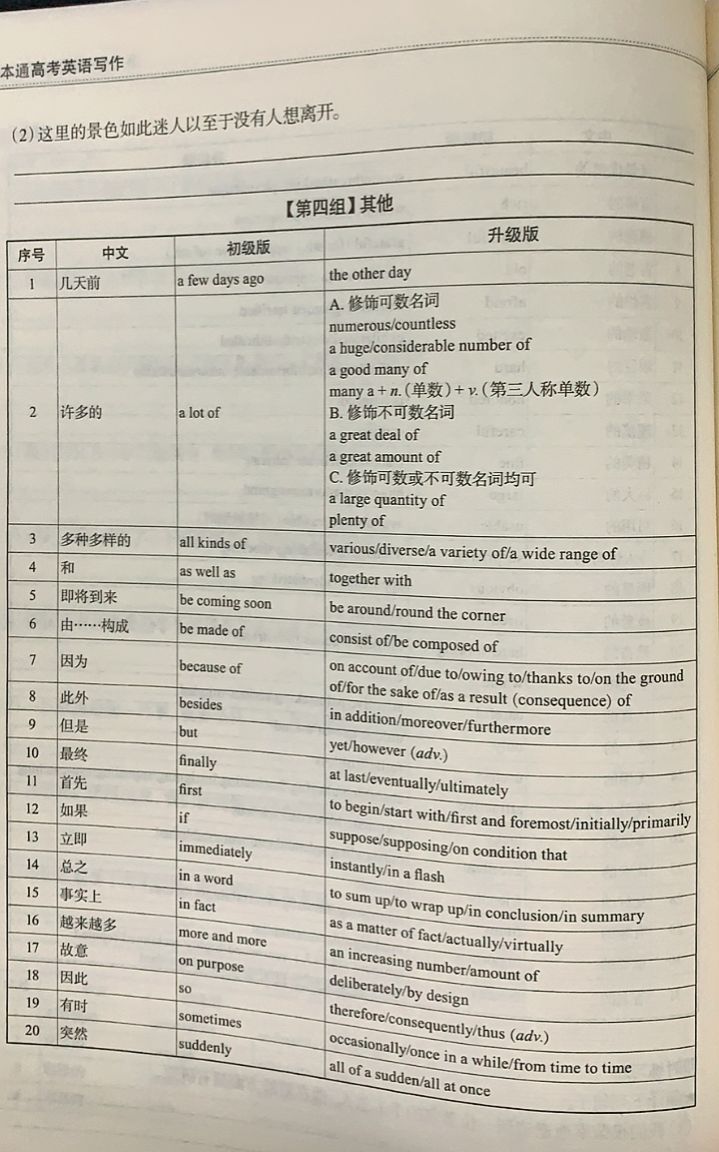 本通高考英语写作
(2)这里的景色如此迷人以至于没有人想离开。
【第四组】其他
序号 中文 初级版 升级版
1 几天前 a few days ago the other day
2 许多的 a lot of
A. 修饰可数名词
numerous/countless
a huge/considerable number of
a good many of
many a + n.(单数) + v.(第三人称单数)
B. 修饰不可数名词
a great deal of
a great amount of
C. 修饰可数或不可数名词均可
a large quantity of
plenty of
3 多种多样的 all kinds of various/diverse/a variety of/a wide range of
4 和 as well as together with
5 即将到来 be coming soon be around/round the corner
6 由……构成 be made of consist of/be composed of
7 因为 because of on account of/due to/owing to/thanks to/on the ground
of/for the sake of/as a result (consequence) of
8 此外 besides in addition/moreover/furthermore
9 但是 but yet/however (adv.)
10 最终 finally at last/eventually/ultimately
11 首先 first to begin/start with/first and foremost/initially/primarily
12 如果 if suppose/supposing/on condition that
13 立即 immediately instantly/in a flash
14 总之 in a word to sum up/to wrap up/in conclusion/in summary
15 事实上 in fact as a matter of fact/actually/virtually
16 越来越多 more and more an increasing number/amount of
17 故意 on purpose deliberately/by design
18 因此 so therefore/consequently/thus (adv.)
19 有时 sometimes occasionally/once in a while/from time to time
20 突然 suddenly all of a sudden/all at once